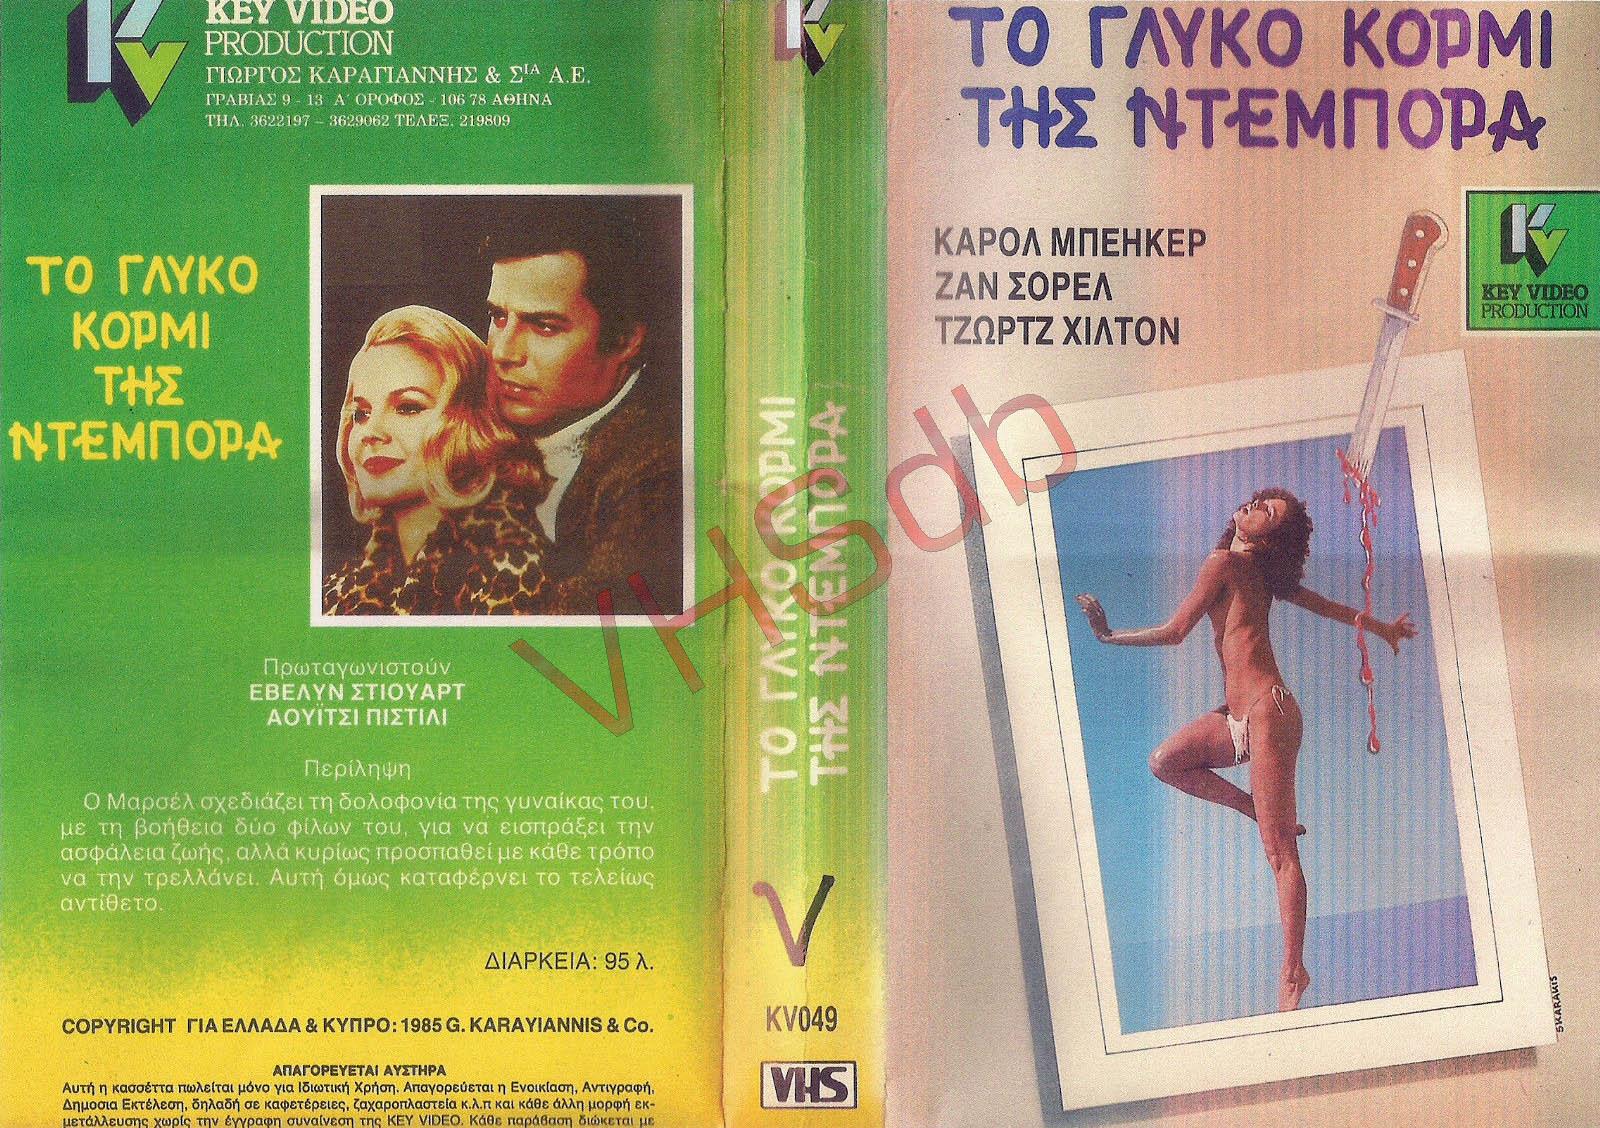 KEY VIDEO
PRODUCTION
ΓΙΩΡΓΟΣ ΚΑΡΑΓΙΑΝΝΗΣ & ΣΙΑ Α.Ε.
ΓΡΑΒΙΑΣ 9 - 13 Α΄ ΟΡΟΦΟΣ - 106 78 ΑΘΗΝΑ
ΤΗΛ. 3622197 – 3629062 ΤΕΛΕΞ. 219809
ΤΟ ΓΛΥΚΟ
ΚΟΡΜΙ
ΤΗΣ
ΝΤΕΜΠΟΡΑ
Πρωταγωνιστούν
ΕΒΕΛΥΝ ΣΤΙΟΥΑΡΤ
ΑΟΥΪΤΣΙ ΠΙΣΤΙΛΙ
Περίληψη
Ο Μαρσέλ σχεδιάζει τη δολοφονία της γυναίκας του,
με τη βοήθεια δύο φίλων του, για να εισπράξει την
ασφάλεια ζωής, αλλά κυρίως προσπαθεί με κάθε τρόπο
να την τρελλάνει. Αυτή όμως καταφέρνει το τελείως
αντίθετο.
ΔΙΑΡΚΕΙΑ: 95 λ.
COPYRIGHT ΓΙΑ ΕΛΛΑΔΑ & ΚΥΠΡΟ: 1985 G. KARAYIANNIS & Co.
ΑΠΑΓΟΡΕΥΕΤΑΙ ΑΥΣΤΗΡΑ
Αυτή η κασσέττα πωλείται μόνο για Ιδιωτική Χρήση. Απαγορεύεται η Ενοικίαση, Αντιγραφή,
Δημοσια Εκτέλεση, δηλαδή σε καφετέρειες, ζαχαροπλαστεία κ.λ.π και κάθε άλλη μορφή εκ-
μετάλλευσης χωρίς την έγγραφη συναίνεση της KEY VIDEO. Κάθε παράβαση διώκεται με
ΤΟ ΓΛΥΚΟ ΚΟΡΜΙ
ΤΗΣ ΝΤΕΜΠΟΡΑ
V
KV049
VHS
ΤΟ ΓΛΥΚΟ ΚΟΡΜΙ
ΤΗΣ ΝΤΕΜΠΟΡΑ
ΚΑΡΟΛ ΜΠΕΗΚΕΡ
ΖΑΝ ΣΟΡΕΛ
ΤΖΩΡΤΖ ΧΙΛΤΟΝ
KEY VIDEO
PRODUCTION
SKARAKIS
VHSdb